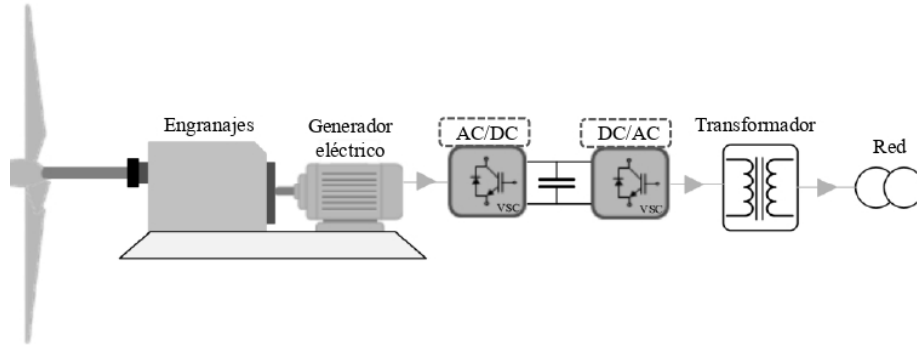 Engranajes
Generador
eléctrico
AC/DC
DC/AC
Transformador
Red
VSC
VSC